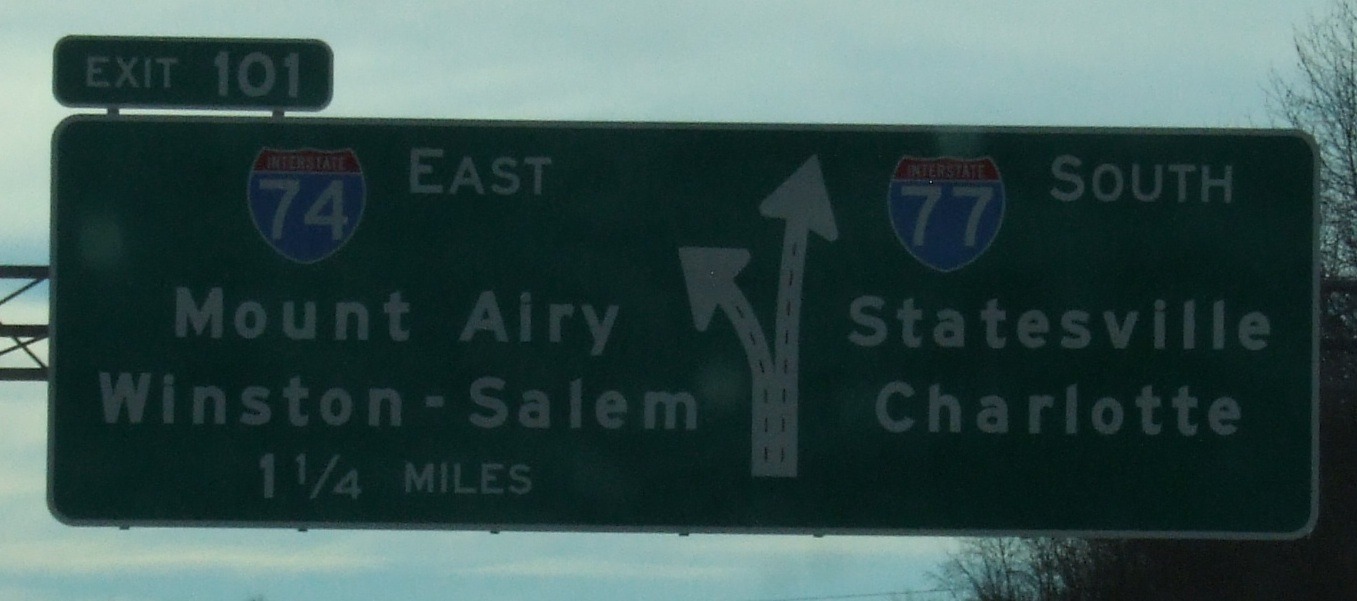 EXIT 101
INTERSTATE
74
EAST
Mount Airy
Winston-Salem
1 1/4 MILES
INTERSTATE
77
SOUTH
Statesville
Charlotte